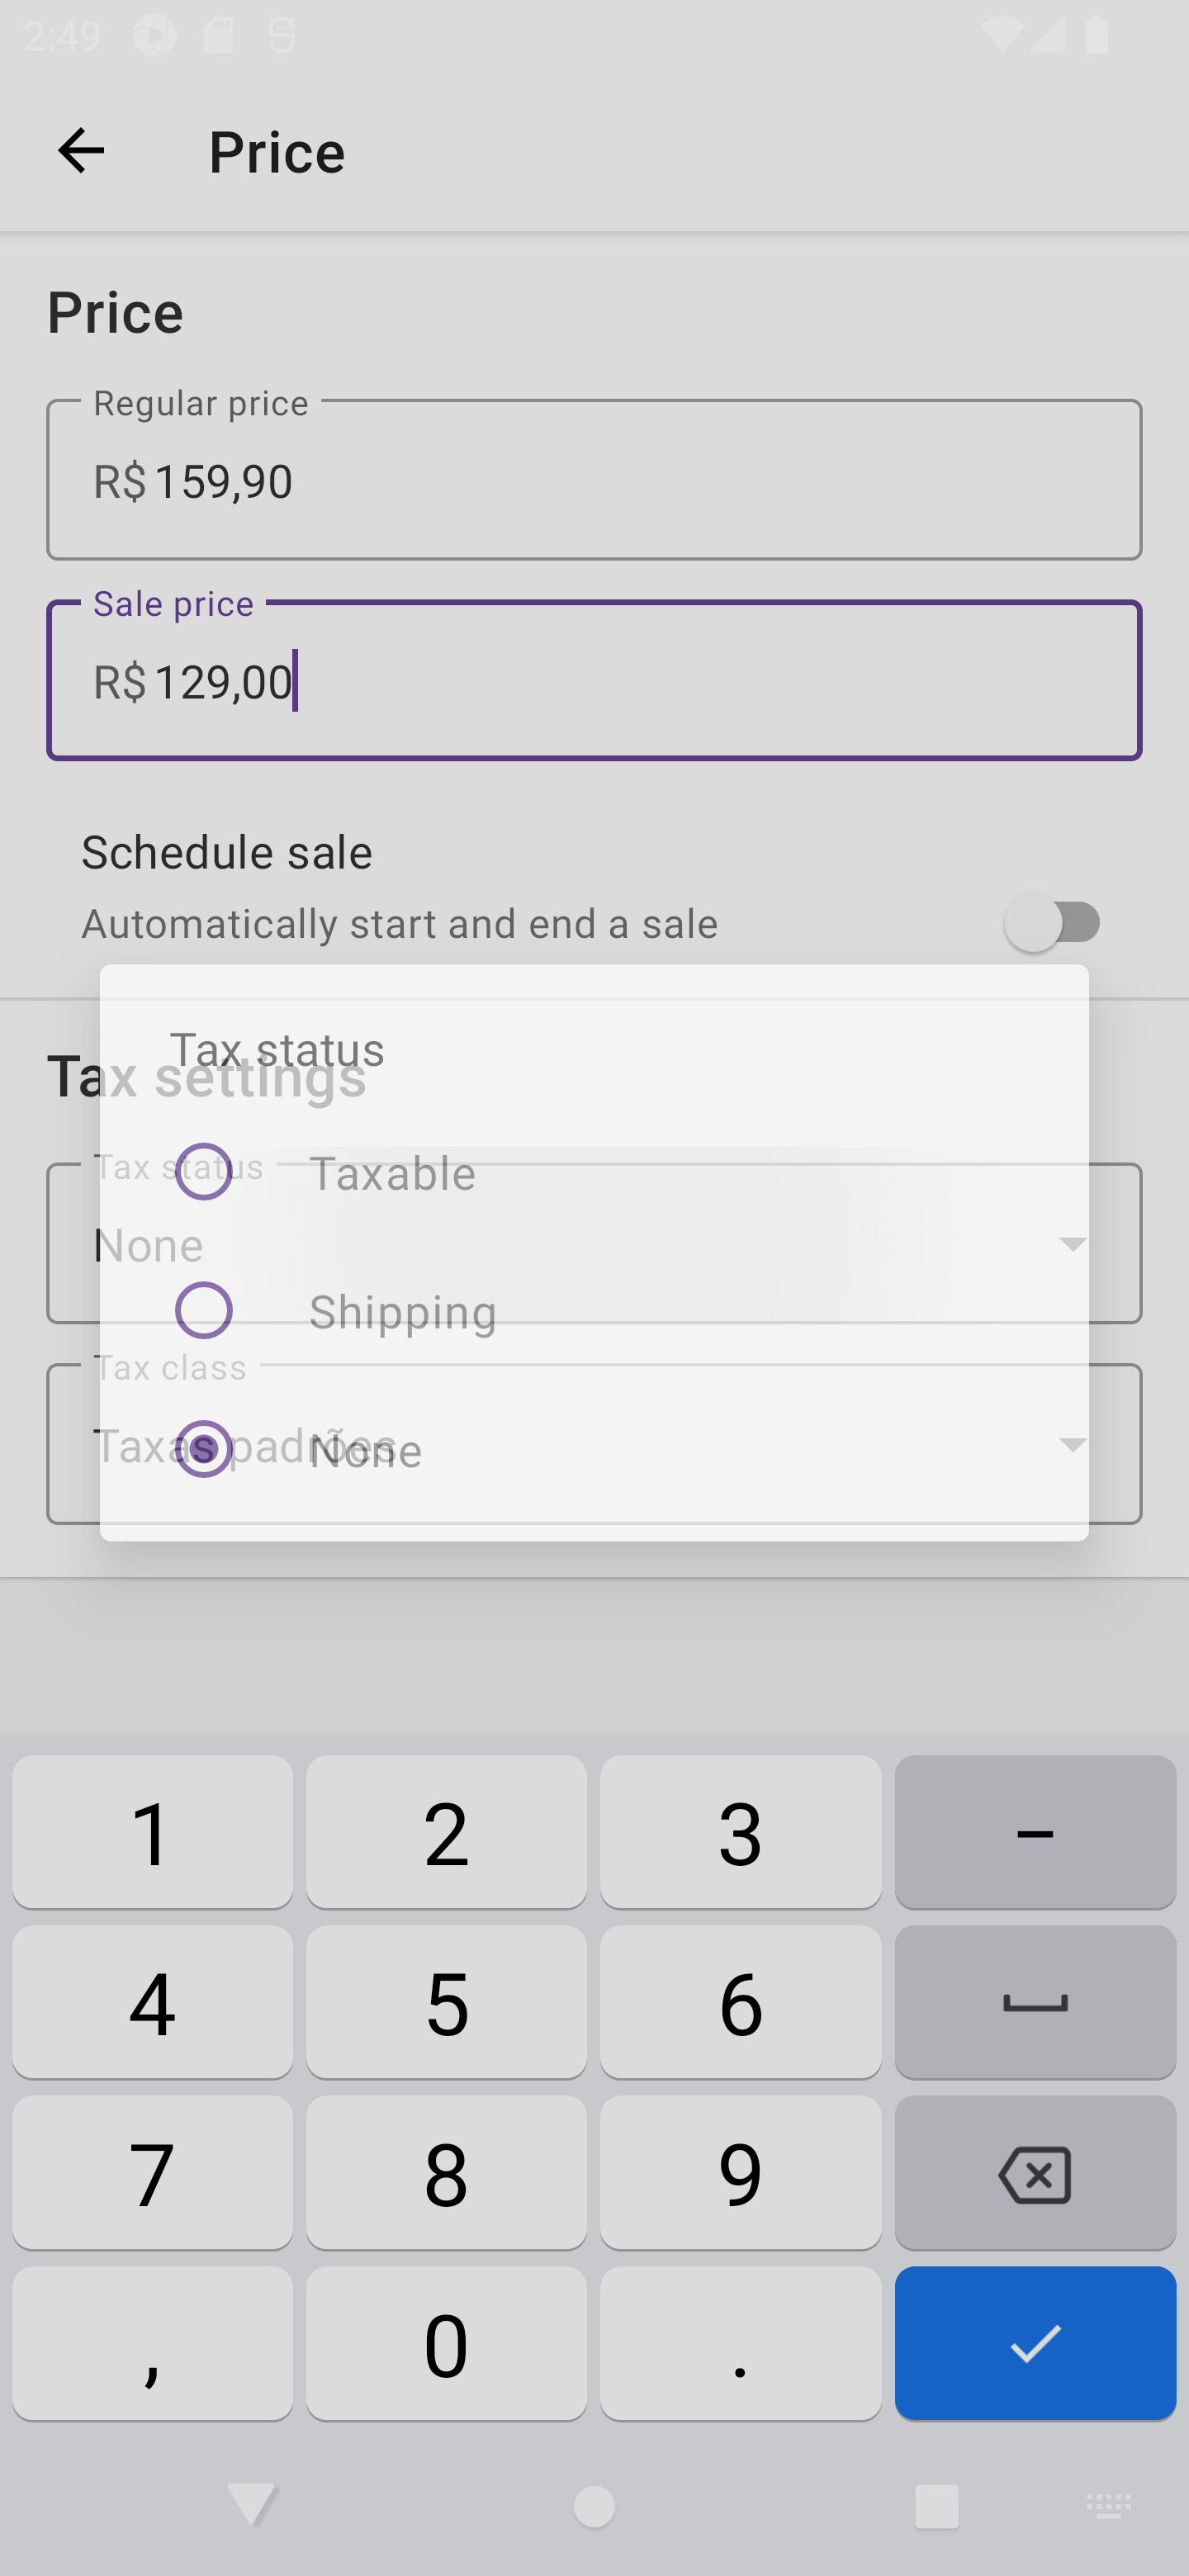 2:49
Price
Price
Regular price
R$ 159,90
Sale price
R$ 129,00
Schedule sale
Automatically start and end a sale
Tax settings
Tax status
Tax status
Taxable
None
Shipping
Tax class
Taxas padrões
None
1 2 3 –
4 5 6
7 8 9
, 0 .